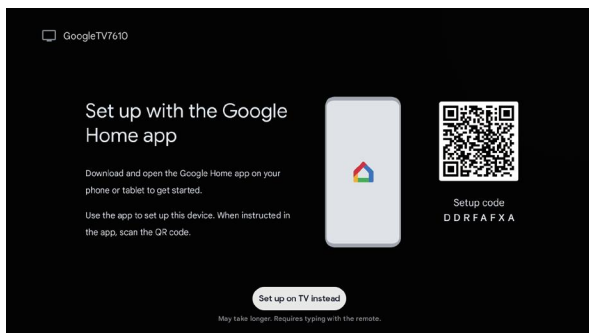 GoogleTV7610
Set up with the Google
Home app
Download and open the Google Home app on your
phone or tablet to get started.
Use the app to set up this device. When instructed in
the app, scan the QR code.
Setup code
DDRFAFXA
Set up on TV instead
May take longer. Requires typing with the remote.